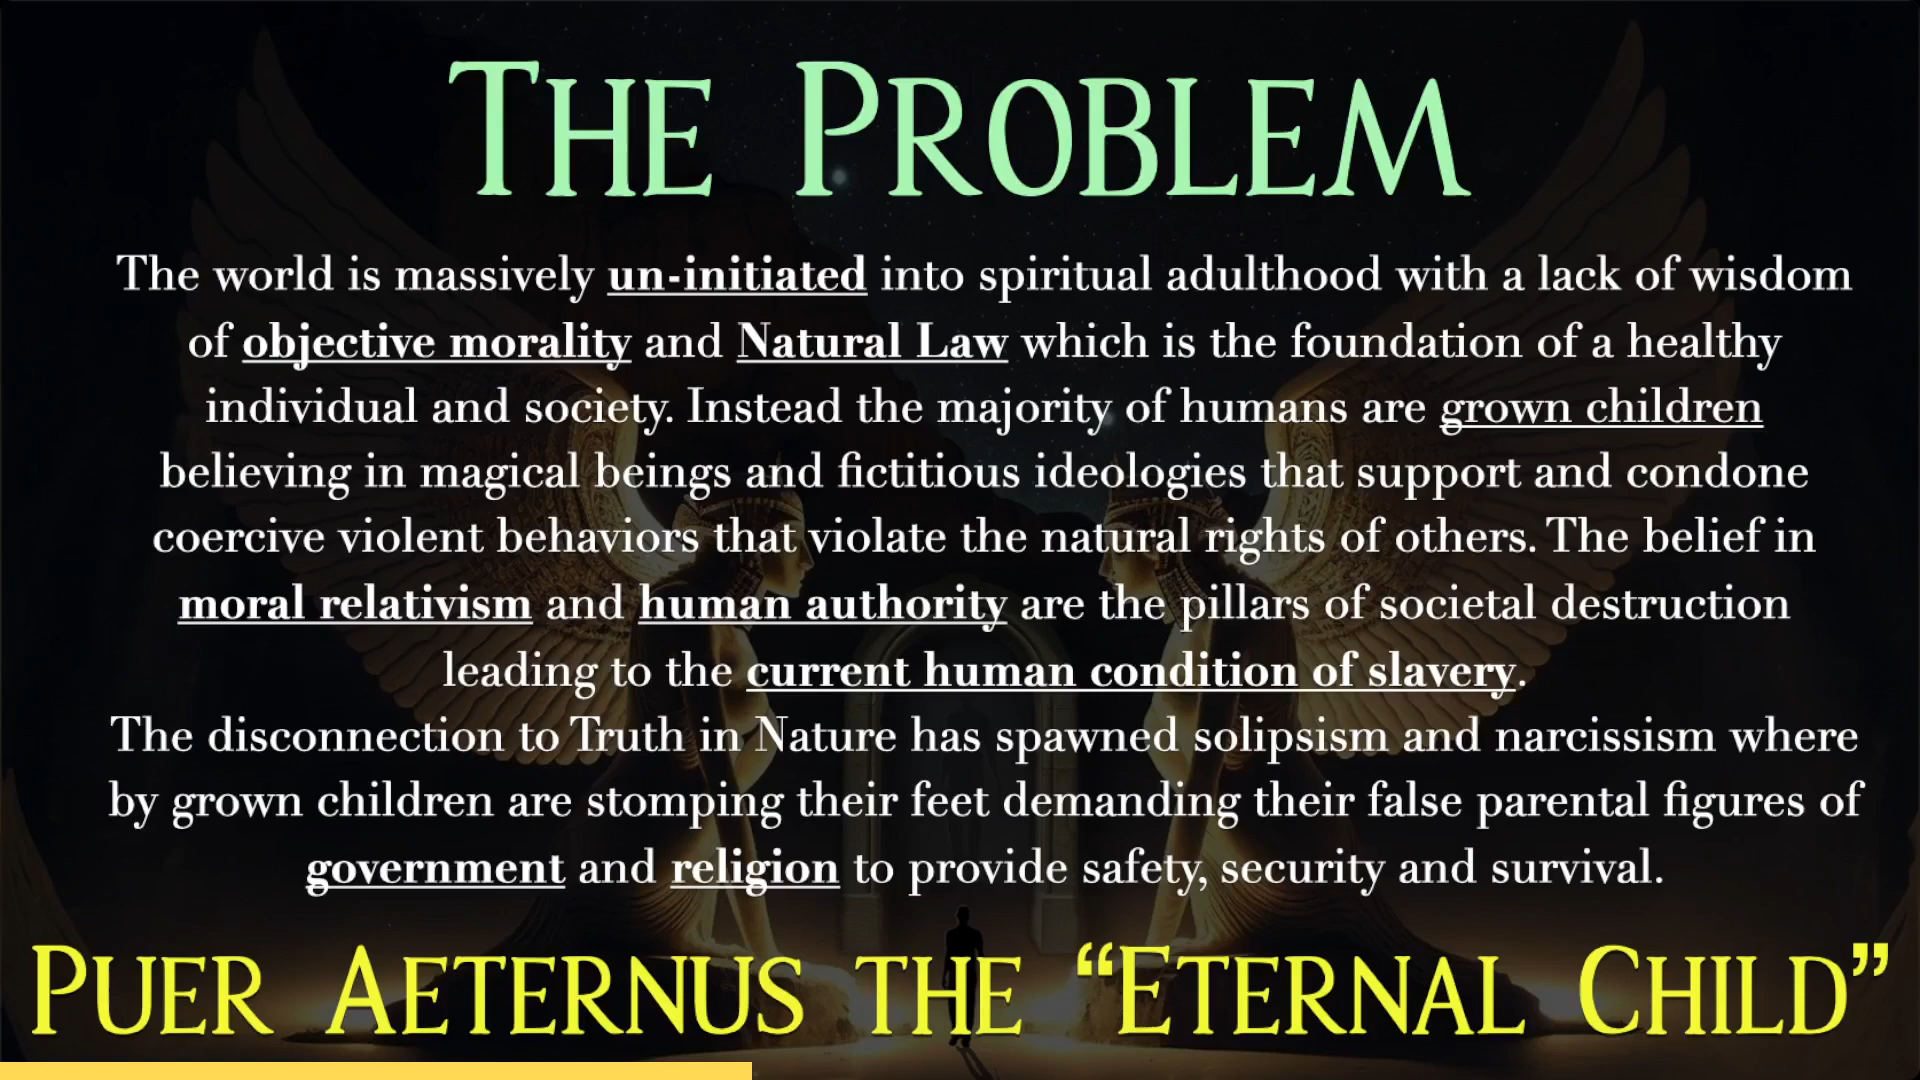 The Problem
The world is massively un-initiated into spiritual adulthood with a lack of wisdom
of objective morality and Natural Law which is the foundation of a healthy
individual and society. Instead the majority of humans are grown children
believing in magical beings and fictitious ideologies that support and condone
coercive violent behaviors that violate the natural rights of others. The belief in
moral relativism and human authority are the pillars of societal destruction
leading to the current human condition of slavery.
The disconnection to Truth in Nature has spawned solipsism and narcissism where
by grown children are stomping their feet demanding their false parental figures of
government and religion to provide safety, security and survival.
Puer Aeternus the “Eternal Child”